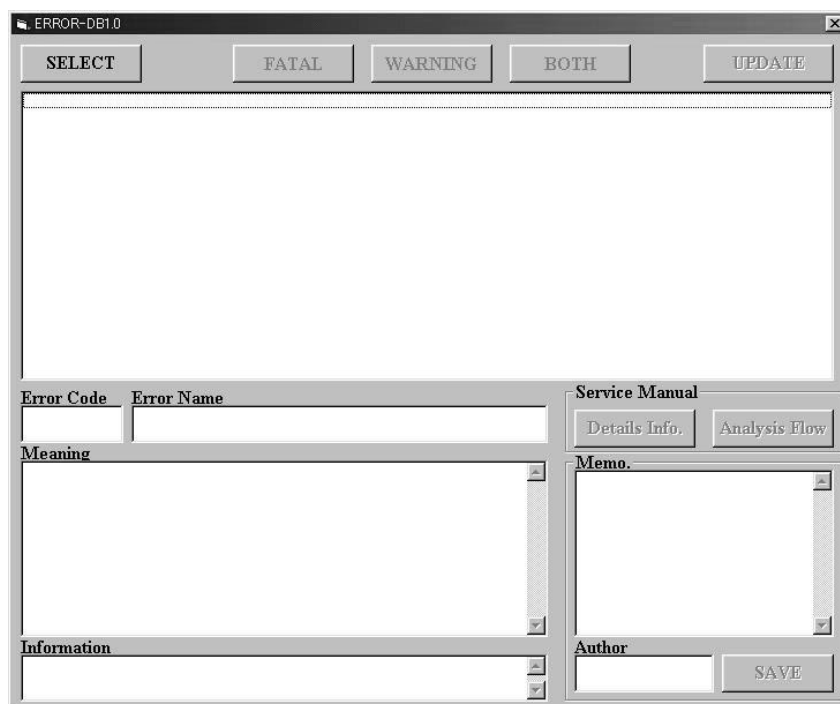 ERROR-DB1.0
SELECT FATAL WARNING BOTH UPDATE
Error Code Error Name
Service Manual
Details Info. Analysis Flow
Meaning
Memo.
Information
Author
SAVE